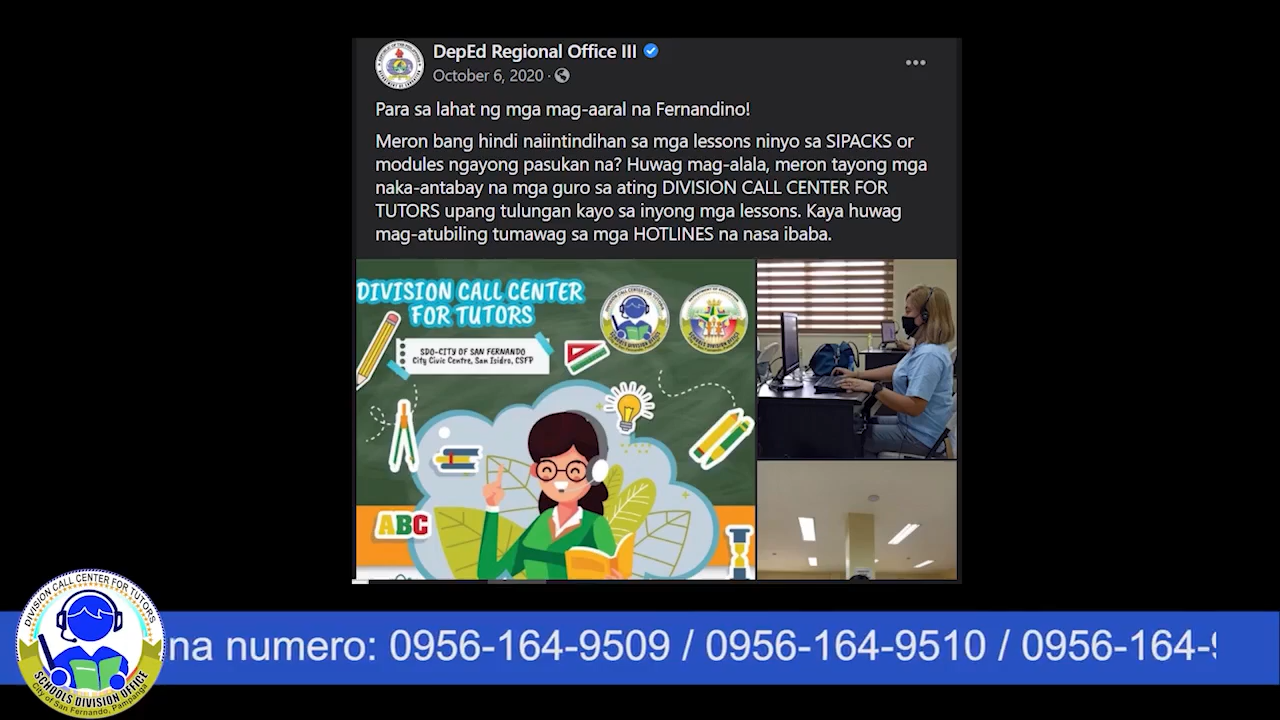 DepEd Regional Office III
October 6, 2020 ·
Para sa lahat ng mga mag-aaral na Fernandino!
Meron bang hindi naiintindihan sa mga lessons ninyo sa SIPACKS or
modules ngayong pasukan na? Huwag mag-alala, meron tayong mga
naka-antabay na mga guro sa ating DIVISION CALL CENTER FOR
TUTORS upang tulungan kayo sa inyong mga lessons. Kaya huwag
mag-atubiling tumawag sa mga HOTLINES na nasa ibaba.
DIVISION CALL CENTER
FOR TUTORS
SDO-CITY OF SAN FERNANDO
City Civic Centre, San Isidro, CSFP
ABC
DIVISION CALL CENTER FOR TUTORS
SCHOOLS DIVISION OFFICE
City of San Fernando, Pampanga
na numero: 0956-164-9509 / 0956-164-9510 / 0956-164-